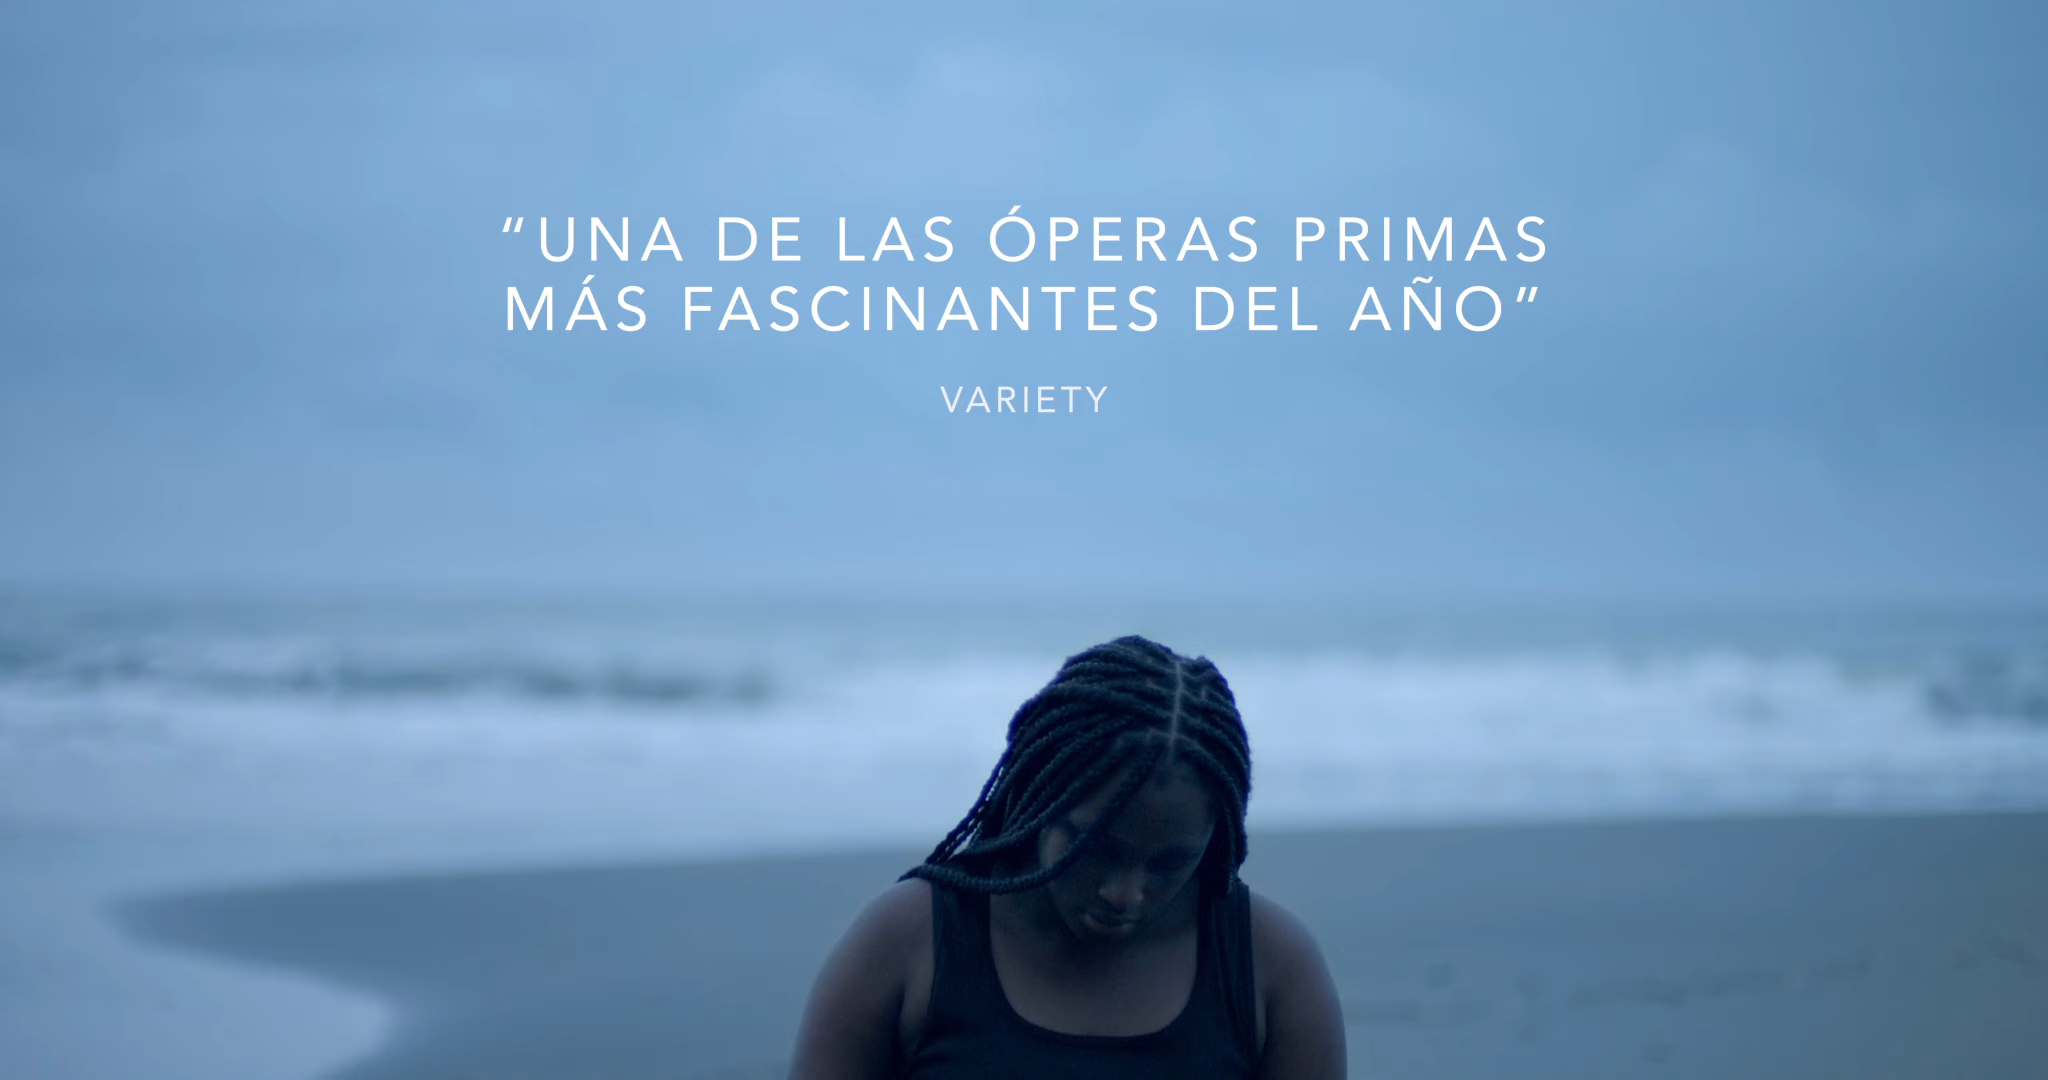 “UNA DE LAS ÓPERAS PRIMAS
MÁS FASCINANTES DEL AÑO”
VARIETY